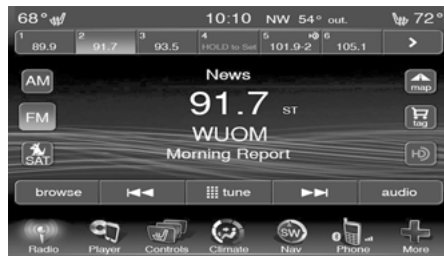 68° 10:10 NW 54° out. 72°
1 89.9 2 91.7 3 93.5 4 HOLD to Set 5 101.9-2 6 105.1 >
News
AM map
91.7 ST
FM tag
WUOM
SAT Morning Report HD
browse tune audio
Radio Player Controls Climate SW Nav Phone More